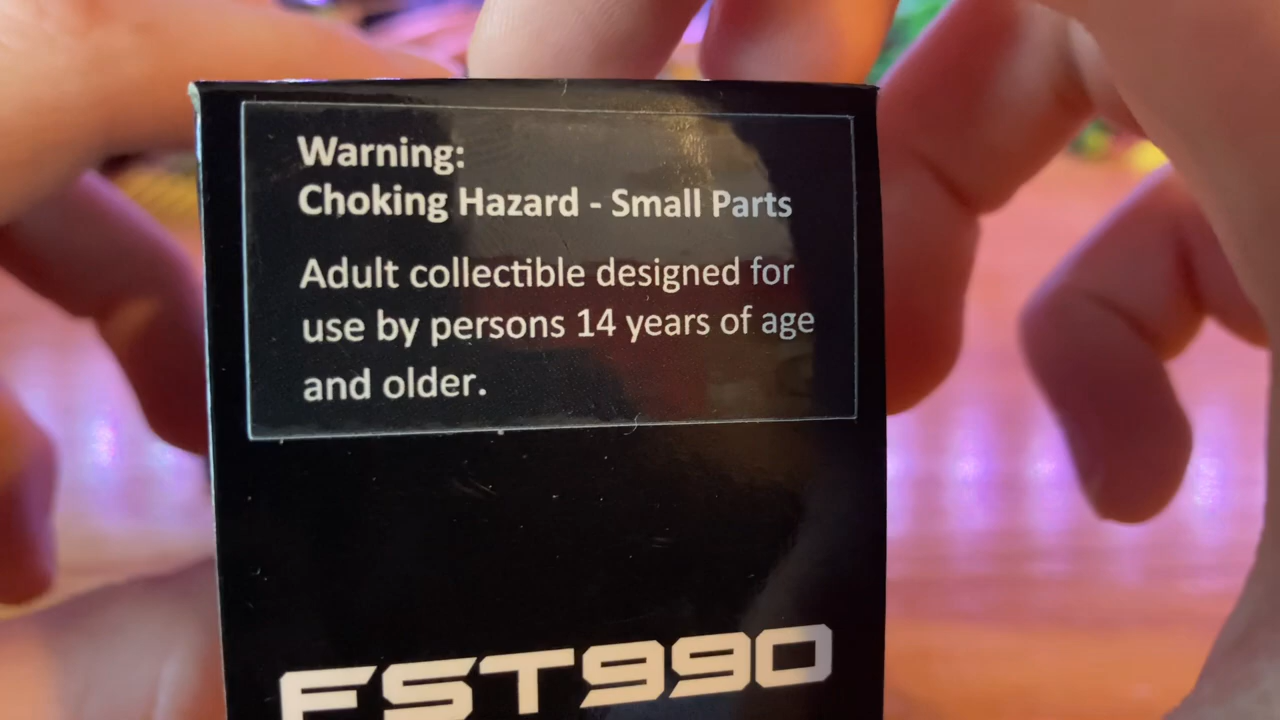 Warning:
Choking Hazard - Small Parts
Adult collectible designed for
use by persons 14 years of age
and older.
FST990